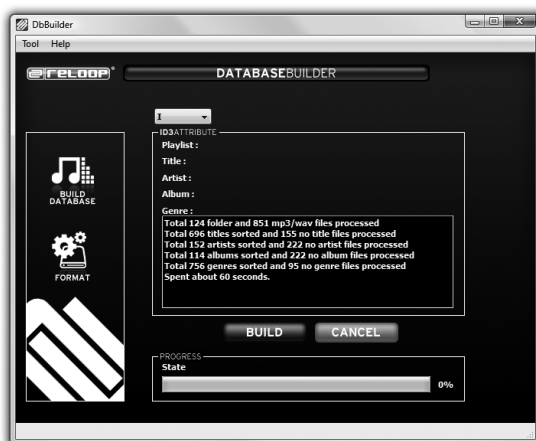 DbBuilder
Tool Help
reloop®
DATABASEBUILDER
I
ID3ATTRIBUTE
Playlist :
Title :
Artist :
Album :
Genre :
Total 124 folder and 851 mp3/wav files processed
Total 696 titles sorted and 155 no title files processed
Total 152 artists sorted and 222 no artist files processed
Total 114 albums sorted and 222 no album files processed
Total 756 genres sorted and 95 no genre files processed
Spent about 60 seconds.
BUILD
DATABASE
FORMAT
BUILD CANCEL
PROGRESS
State
0%